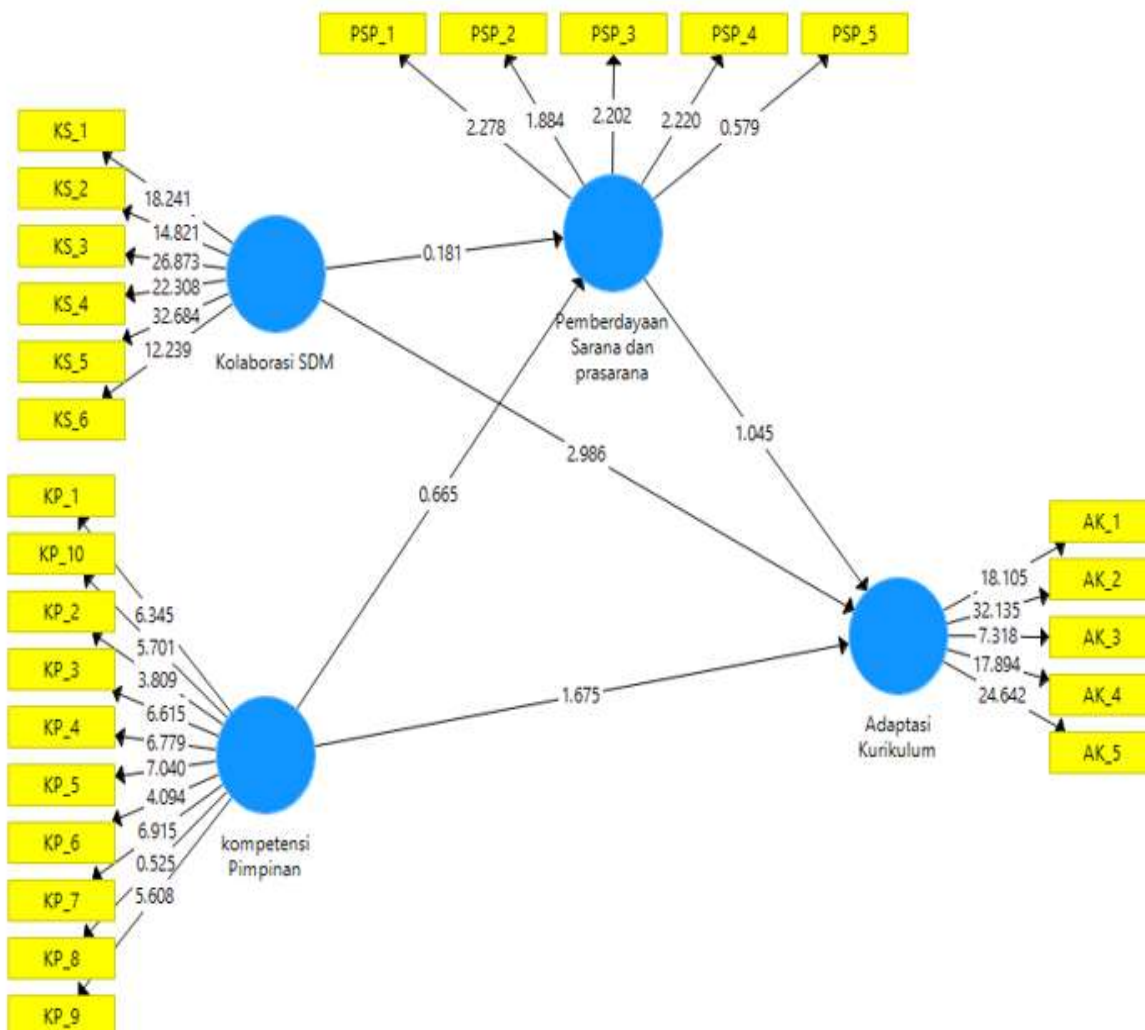 PSP_1
PSP_2
PSP_3
PSP_4
PSP_5
2.278
1.884
2.202
2.220
0.579
KS_1
KS_2
KS_3
KS_4
KS_5
KS_6
18.241
14.821
26.873
22.308
32.684
12.239
Kolaborasi SDM
0.181
Pemberdayaan
Sarana dan
prasarana
2.986
1.045
0.665
1.675
KP_1
KP_10
KP_2
KP_3
KP_4
KP_5
KP_6
KP_7
KP_8
KP_9
6.345
5.701
3.809
6.615
6.779
7.040
4.094
6.915
0.525
5.608
kompetensi
Pimpinan
Adaptasi
Kurikulum
18.105
32.135
7.318
17.894
24.642
AK_1
AK_2
AK_3
AK_4
AK_5